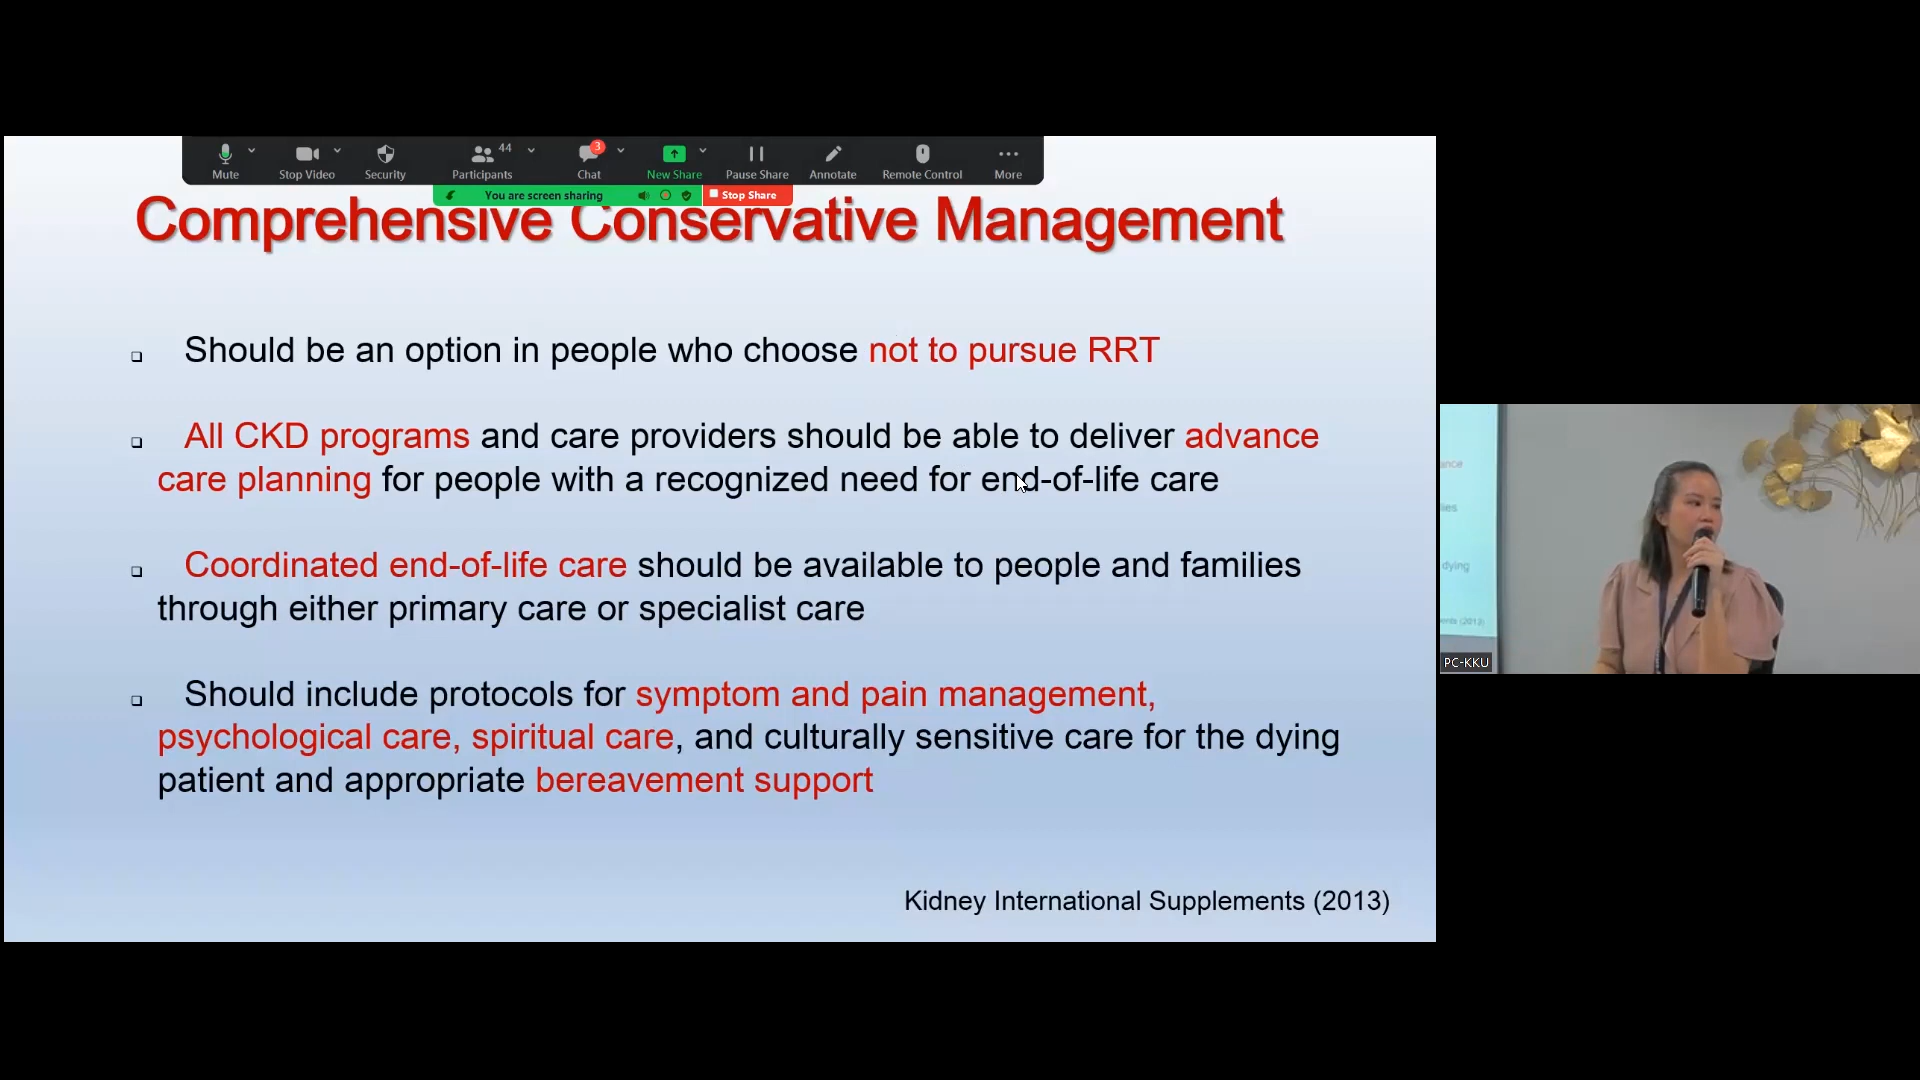 44
3
Mute
Stop Video
Security
Participants
Chat
New Share
Pause Share
Annotate
Remote Control
More
You are screen sharing
Stop Share
Comprehensive Conservative Management
Should be an option in people who choose not to pursue RRT
All CKD programs and care providers should be able to deliver advance
care planning for people with a recognized need for end-of-life care
Coordinated end-of-life care should be available to people and families
through either primary care or specialist care
Should include protocols for symptom and pain management,
psychological care, spiritual care, and culturally sensitive care for the dying
patient and appropriate bereavement support
Kidney International Supplements (2013)
dying
PC-KKU